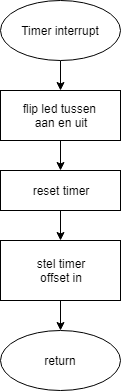 Timer interrupt
flip led tussen
aan en uit
reset timer
stel timer
offset in
return